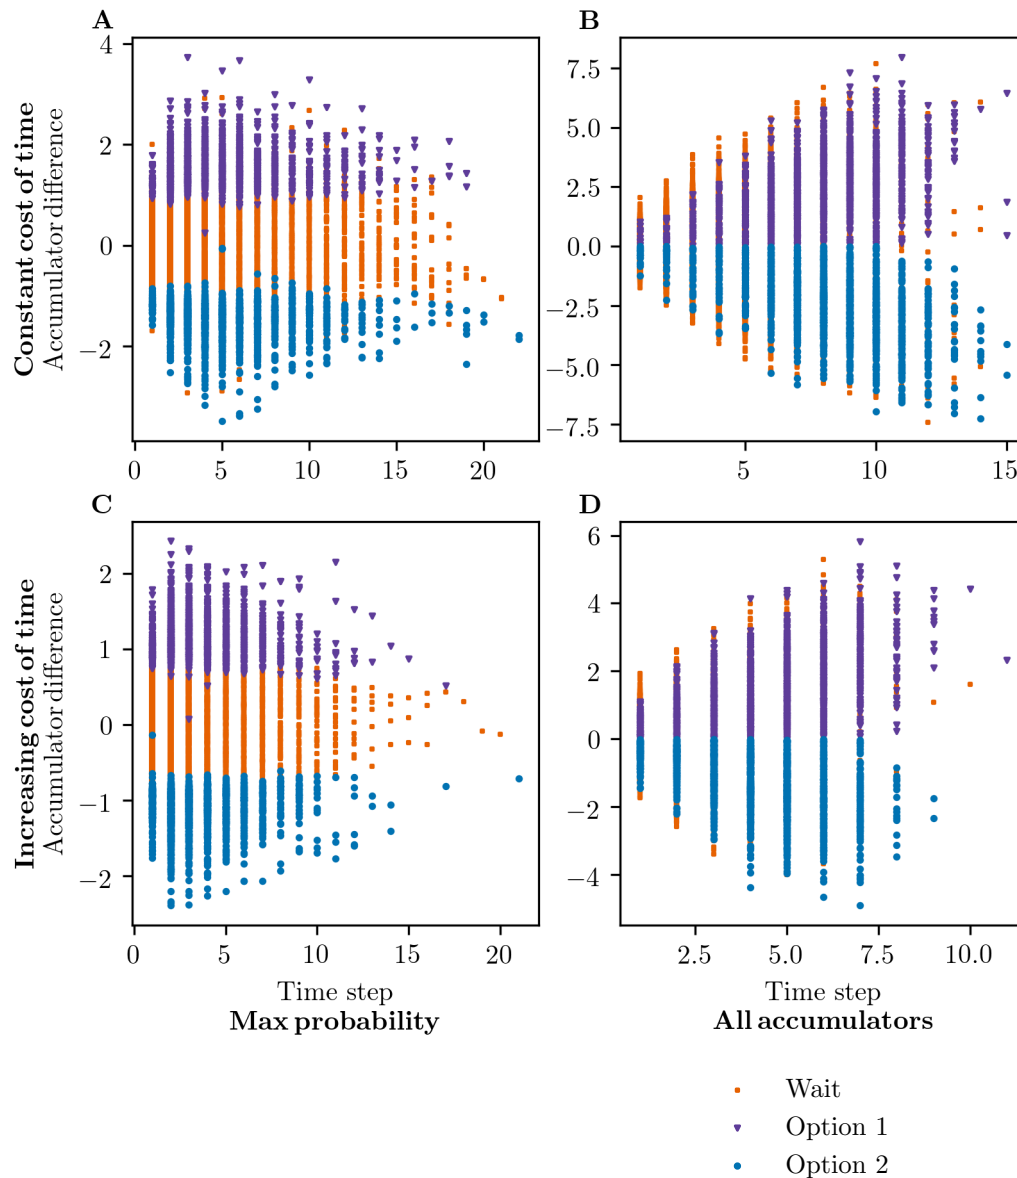 A
B
Constant cost of time
Accumulator difference
4
2
0
−2
0
5
10
15
20
7.5
5.0
2.5
0.0
−2.5
−5.0
−7.5
5
10
15
C
D
Increasing cost of time
Accumulator difference
2
1
0
−1
−2
0
5
10
15
20
Time step
Max probability
6
4
2
0
−2
−4
2.5
5.0
7.5
10.0
Time step
All accumulators
Wait
Option 1
Option 2